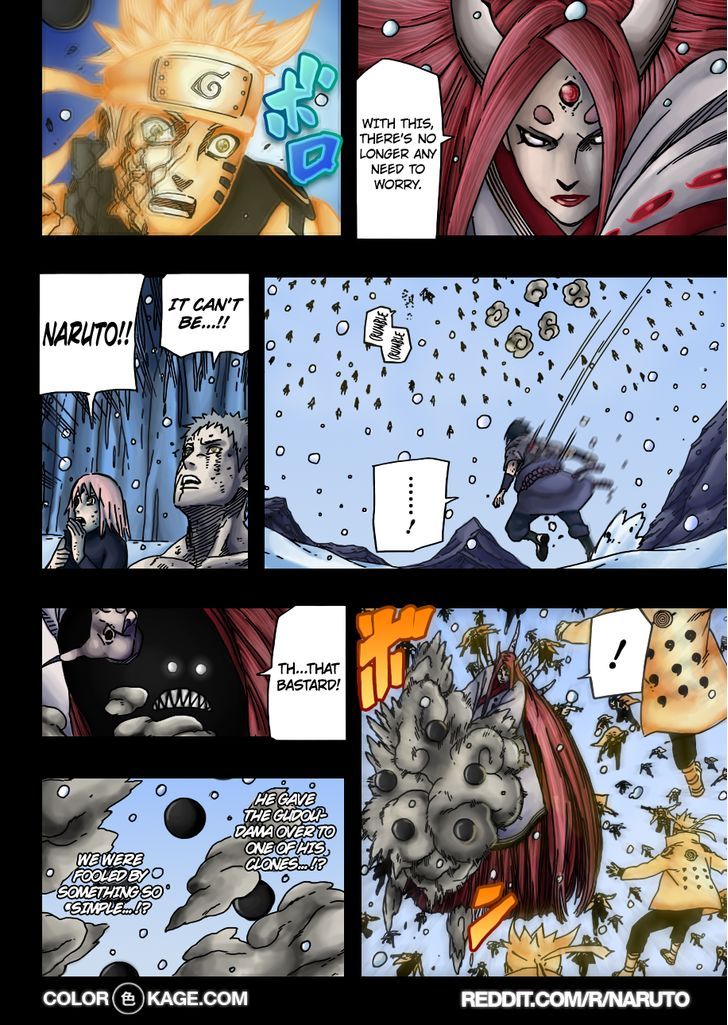 WITH THIS,
THERE'S NO
LONGER ANY
NEED TO
WORRY.
ボロ
RUMBLE
RUMBLE
......!
IT CAN'T
BE...!!
NARUTO!!
!
ボ
ン
TH...THAT
BASTARD!
HE GAVE
THE GUDOU-
DAMA OVER TO
ONE OF HIS
CLONES...!?
WE WERE
FOOLED BY
SOMETHING SO
SIMPLE...!?
COLOR 色 KAGE.COM
REDDIT.COM/R/NARUTO